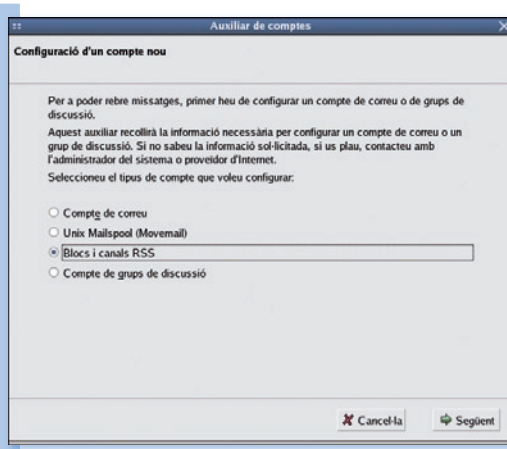 Auxiliar de comptes
Configuració d'un compte nou
Per a poder rebre missatges, primer heu de configurar un compte de correu o de grups de
discussió.
Aquest auxiliar recollirà la informació necessària per configurar un compte de correu o un
grup de discussió. Si no sabeu la informació sol·licitada, si us plau, contacteu amb
l'administrador del sistema o proveïdor d'Internet.
Seleccioneu el tipus de compte que voleu configurar:
Compte de correu
Unix Mailspool (Movemail)
Blocs i canals RSS
Compte de grups de discussió
Cancel·la
Següent